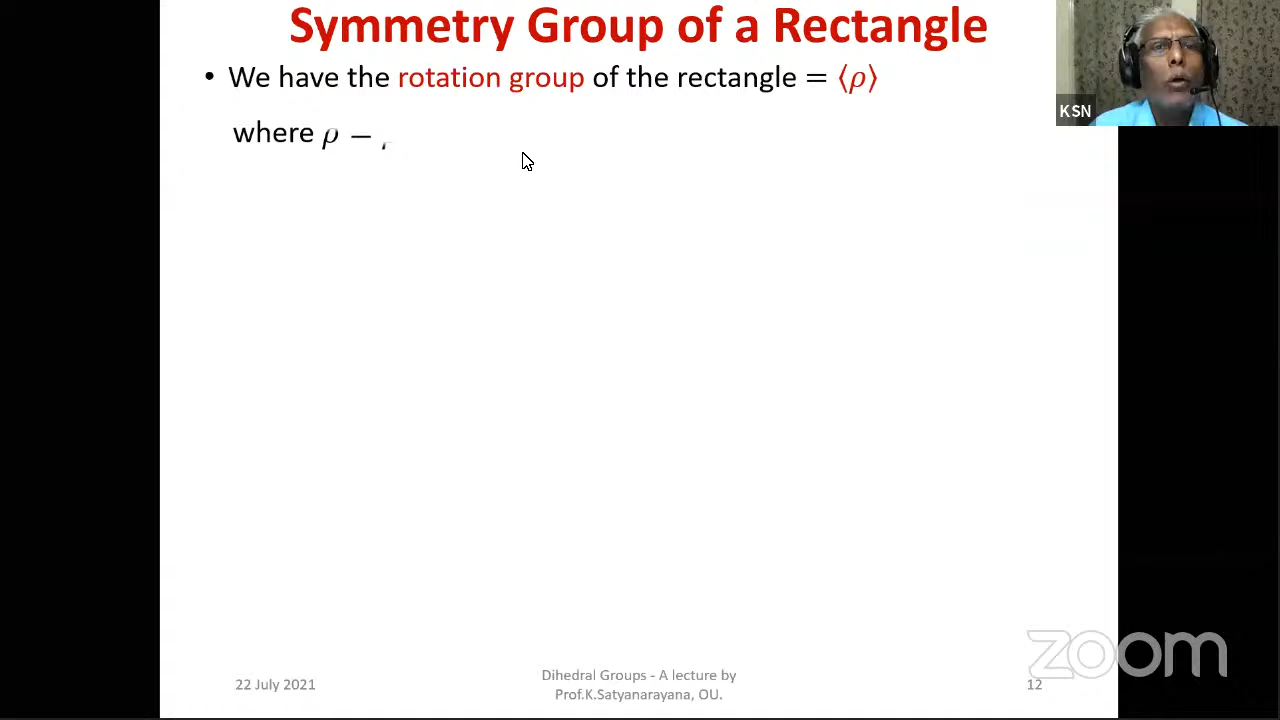 Symmetry Group of a Rectangle
• We have the rotation group of the rectangle = ⟨ρ⟩
where ρ
KSN
zoom
22 July 2021
Dihedral Groups - A lecture by
Prof.K.Satyanarayana, OU.
12